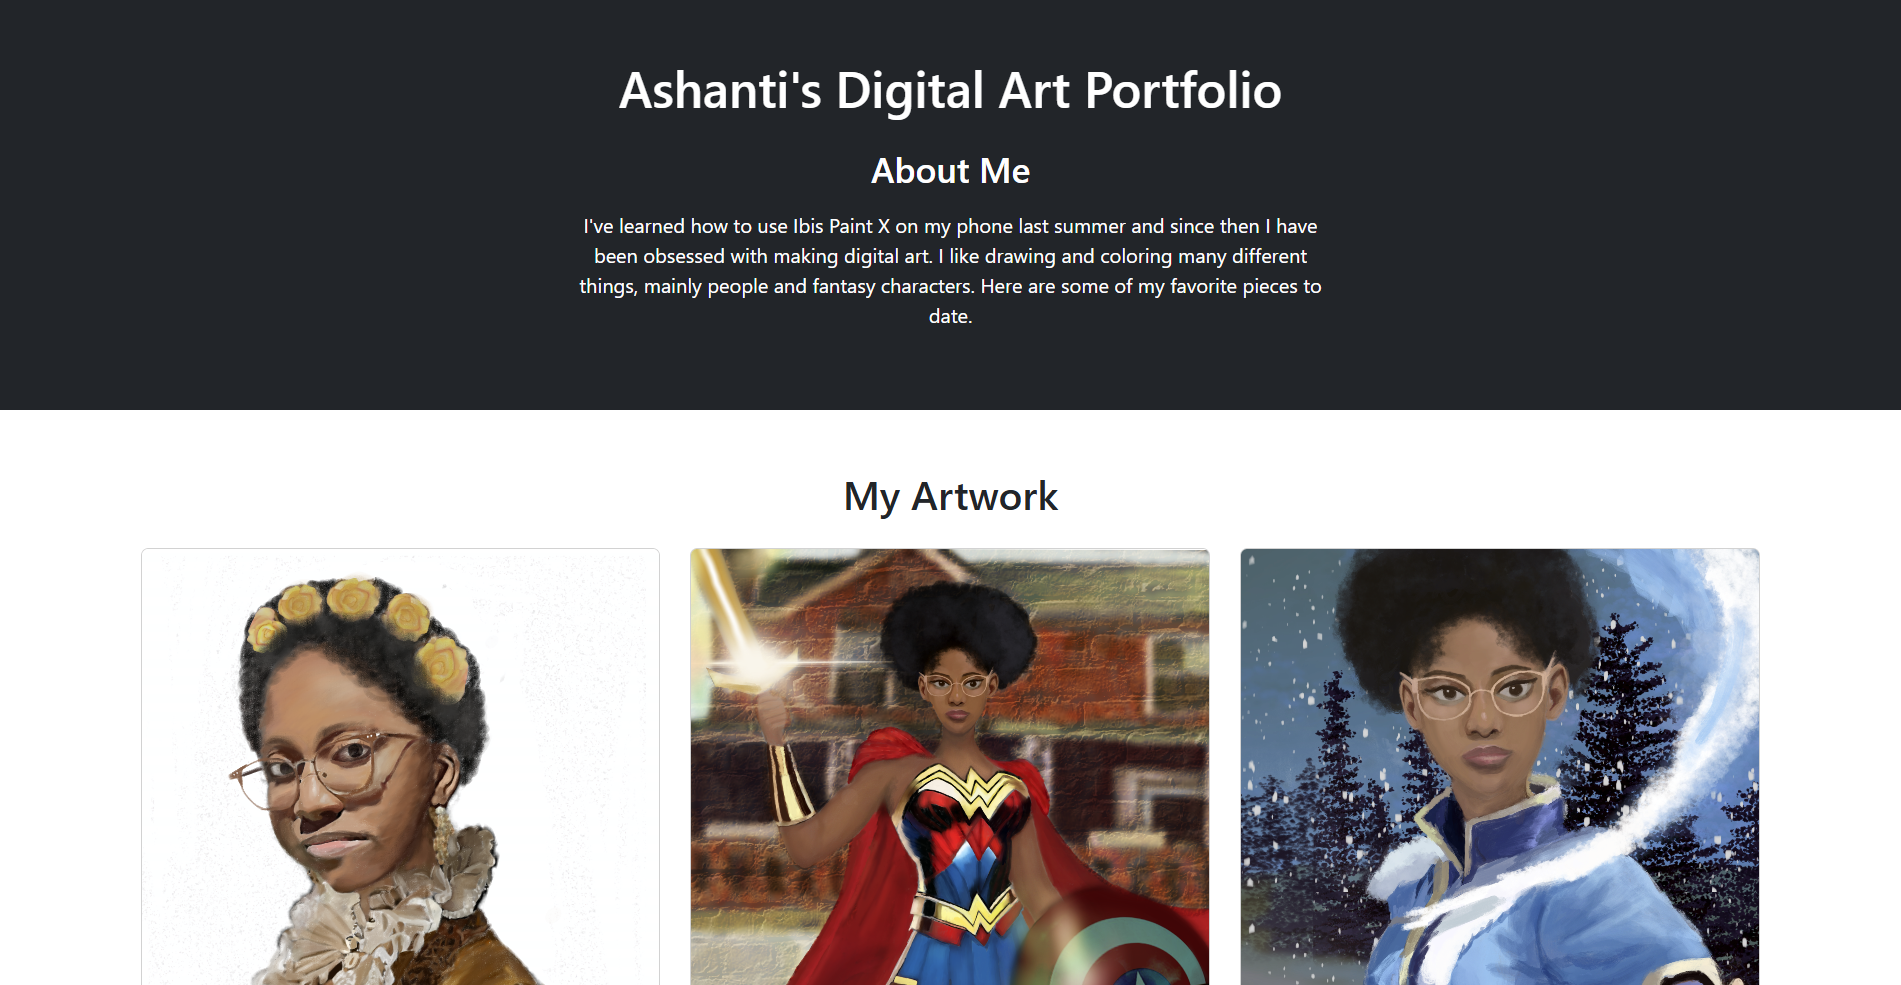 Ashanti's Digital Art Portfolio
About Me
I've learned how to use Ibis Paint X on my phone last summer and since then I have
been obsessed with making digital art. I like drawing and coloring many different
things, mainly people and fantasy characters. Here are some of my favorite pieces to
date.
My Artwork